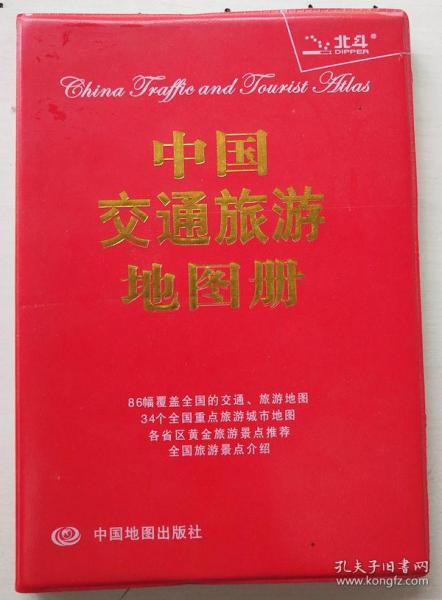 北斗®
DIPPER
China Traffic and Tourist Atlas
中国
交通旅游
地图册
86幅覆盖全国的交通、旅游地图
34个全国重点旅游城市地图
各省区黄金旅游景点推荐
全国旅游景点介绍
中国地图出版社
孔夫子旧书网
www.kongfz.com